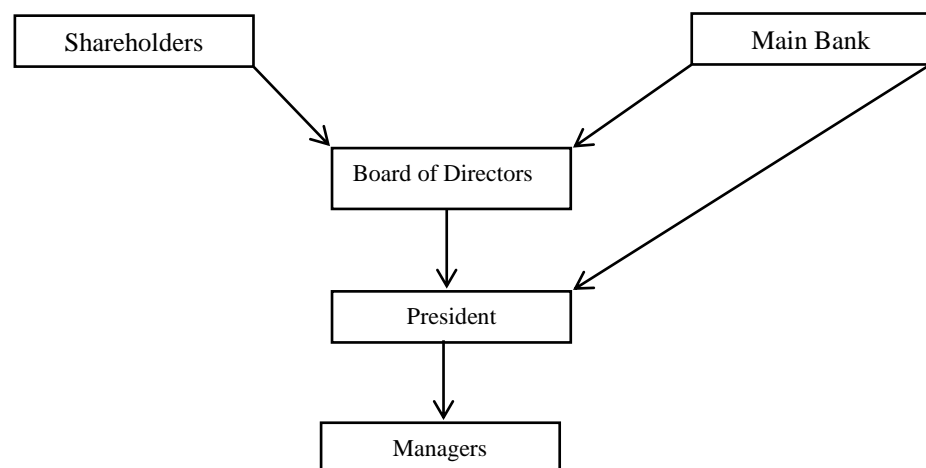 Shareholders
Main Bank
Board of Directors
President
Managers